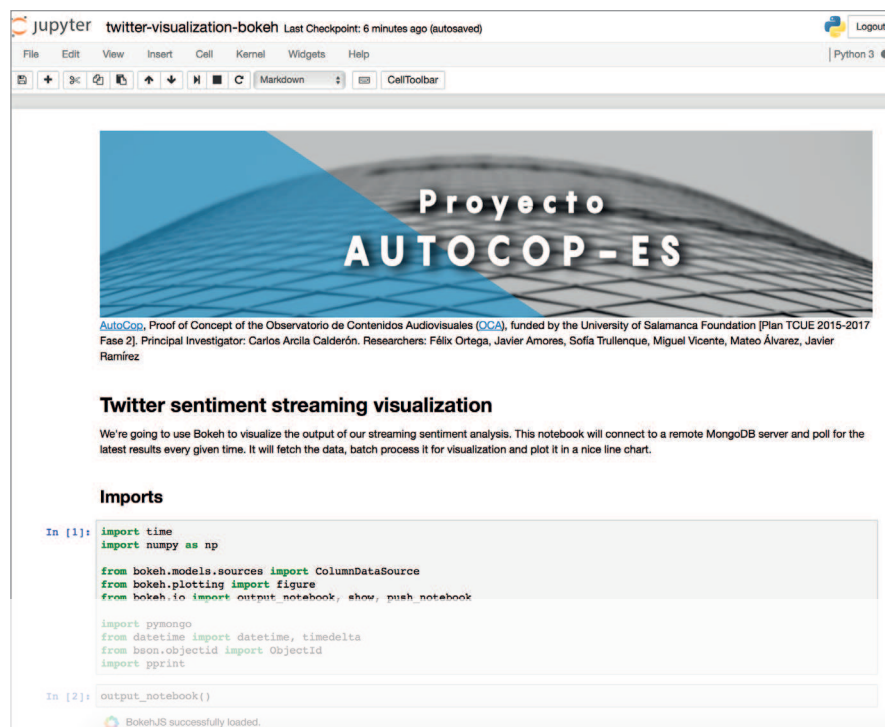 jupyter twitter-visualization-bokeh Last Checkpoint: 6 minutes ago (autosaved)
Logout
File Edit View Insert Cell Kernel Widgets Help
Python 3
Markdown CellToolbar
Proyecto
AUTOCOP-ES
AutoCop, Proof of Concept of the Observatorio de Contenidos Audiovisuales (OCA), funded by the University of Salamanca Foundation [Plan TCUE 2015-2017
Fase 2]. Principal Investigator: Carlos Arcila Calderón. Researchers: Félix Ortega, Javier Amores, Sofía Trullenque, Miguel Vicente, Mateo Álvarez, Javier
Ramírez
Twitter sentiment streaming visualization
We're going to use Bokeh to visualize the output of our streaming sentiment analysis. This notebook will connect to a remote MongoDB server and poll for the
latest results every given time. It will fetch the data, batch process it for visualization and plot it in a nice line chart.
Imports
In [1]: import time
import numpy as np
from bokeh.models.sources import ColumnDataSource
from bokeh.plotting import figure
from bokeh.io import output_notebook, show, push_notebook
import pymongo
from datetime import datetime, timedelta
from bson.objectid import ObjectId
import pprint
In [2]: output_notebook()
BokehJS successfully loaded.